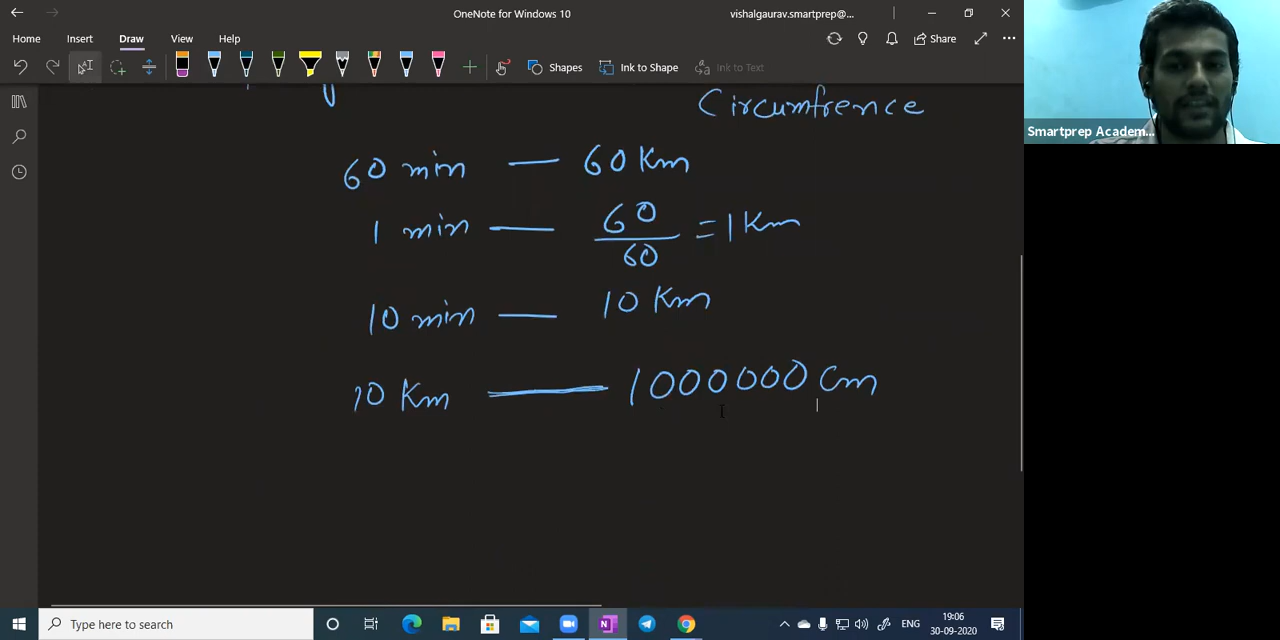 OneNote for Windows 10
vishalgaurav.smartprep@...
Home Insert Draw View Help
Share
Shapes Ink to Shape Ink to Text
Smartprep Academ...
Circumfrence
60 min — 60 Km
1 min — 60/60 = 1 Km
10 min — 10 Km
10 Km — 1000000 Cm
Type here to search
ENG
19:06
30-09-2020